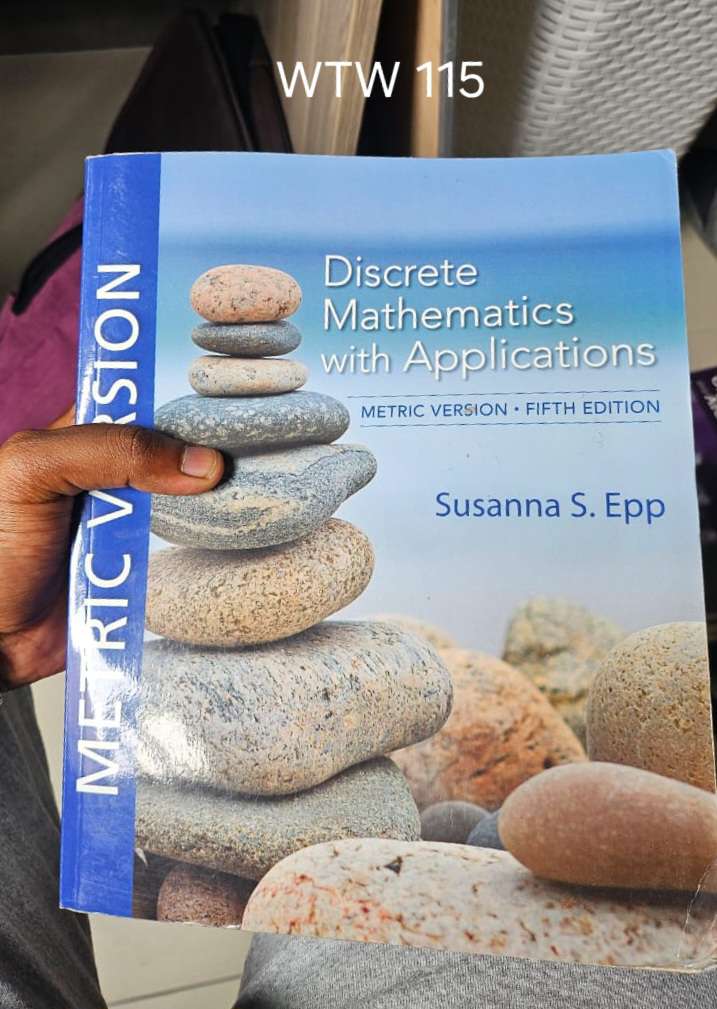 WTW 115
METRIC VERSION
Discrete
Mathematics
with Applications
METRIC VERSION • FIFTH EDITION
Susanna S. Epp